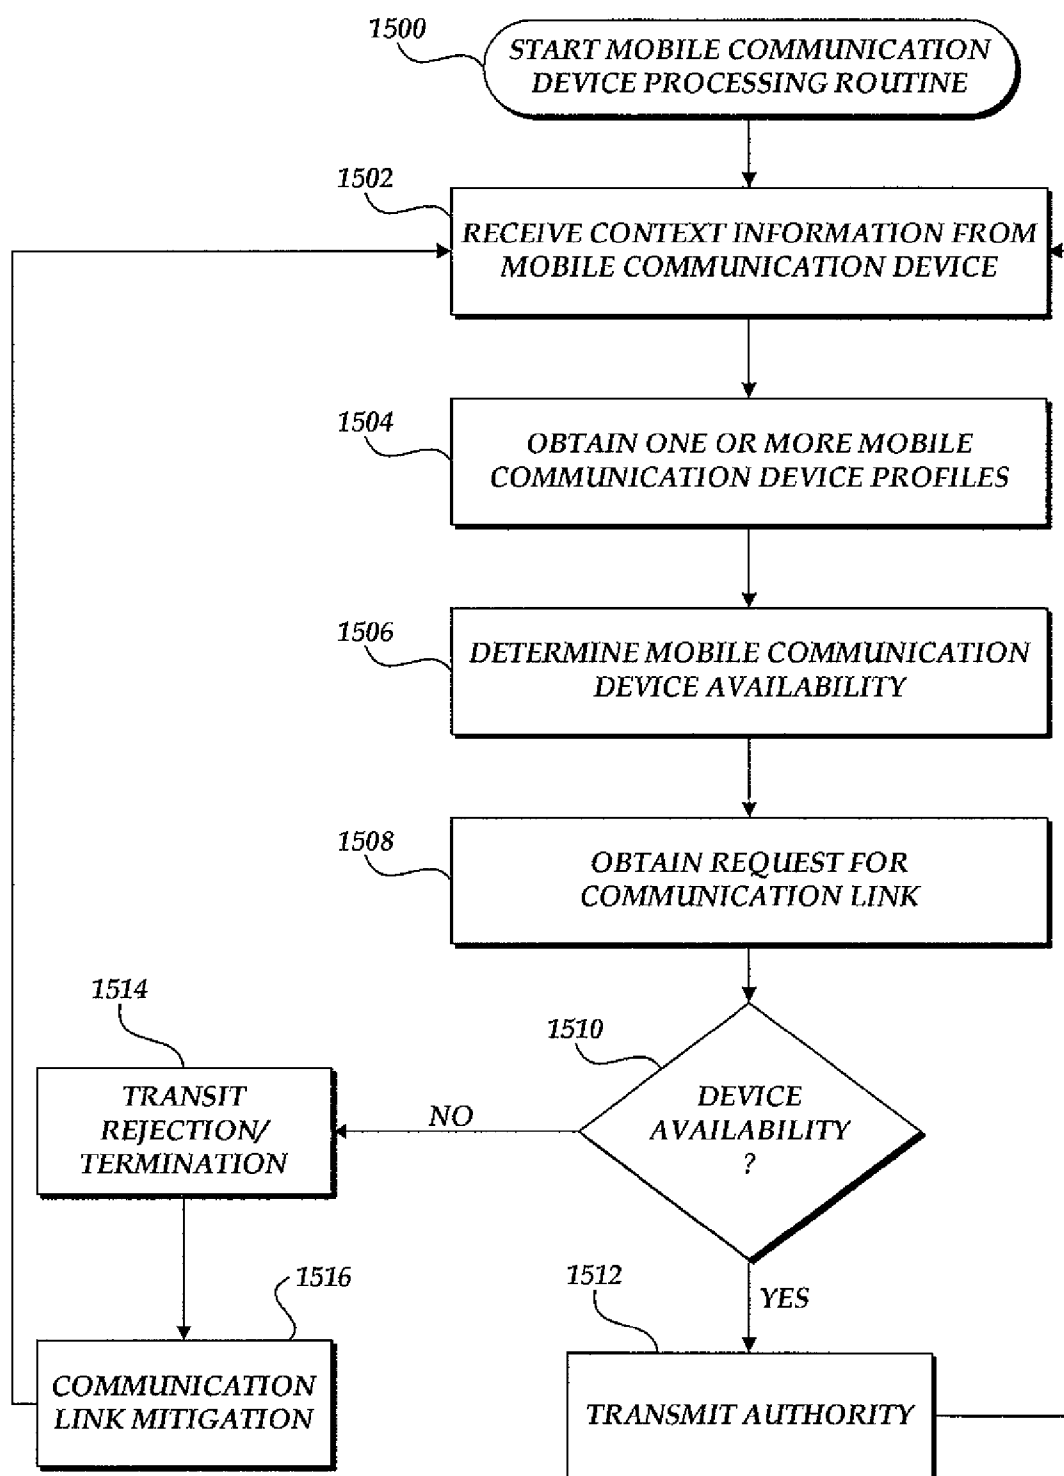 1500
START MOBILE COMMUNICATION
DEVICE PROCESSING ROUTINE
1502
RECEIVE CONTEXT INFORMATION FROM
MOBILE COMMUNICATION DEVICE
1504
OBTAIN ONE OR MORE MOBILE
COMMUNICATION DEVICE PROFILES
1506
DETERMINE MOBILE COMMUNICATION
DEVICE AVAILABILITY
1508
OBTAIN REQUEST FOR
COMMUNICATION LINK
1510
DEVICE
AVAILABILITY
?
NO
1514
TRANSIT
REJECTION/
TERMINATION
1516
COMMUNICATION
LINK MITIGATION
YES
1512
TRANSMIT AUTHORITY